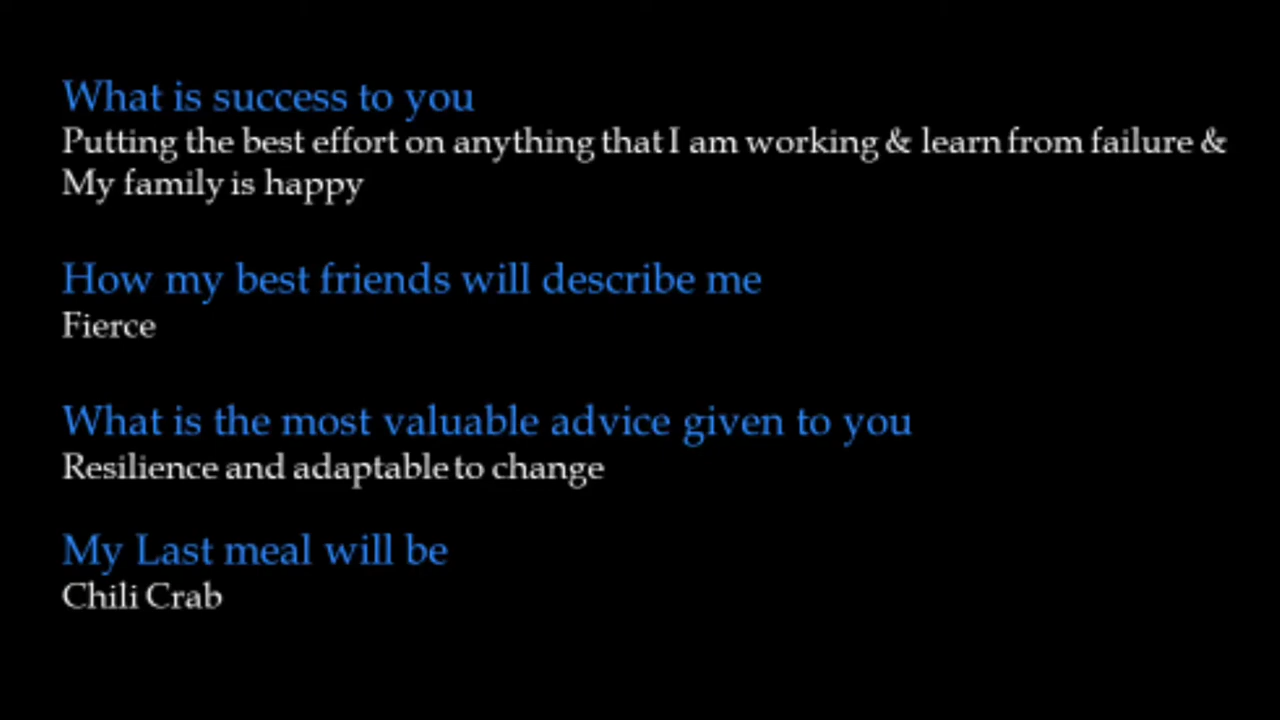 What is success to you
Putting the best effort on anything that I am working & learn from failure &
My family is happy
How my best friends will describe me
Fierce
What is the most valuable advice given to you
Resilience and adaptable to change
My Last meal will be
Chili Crab